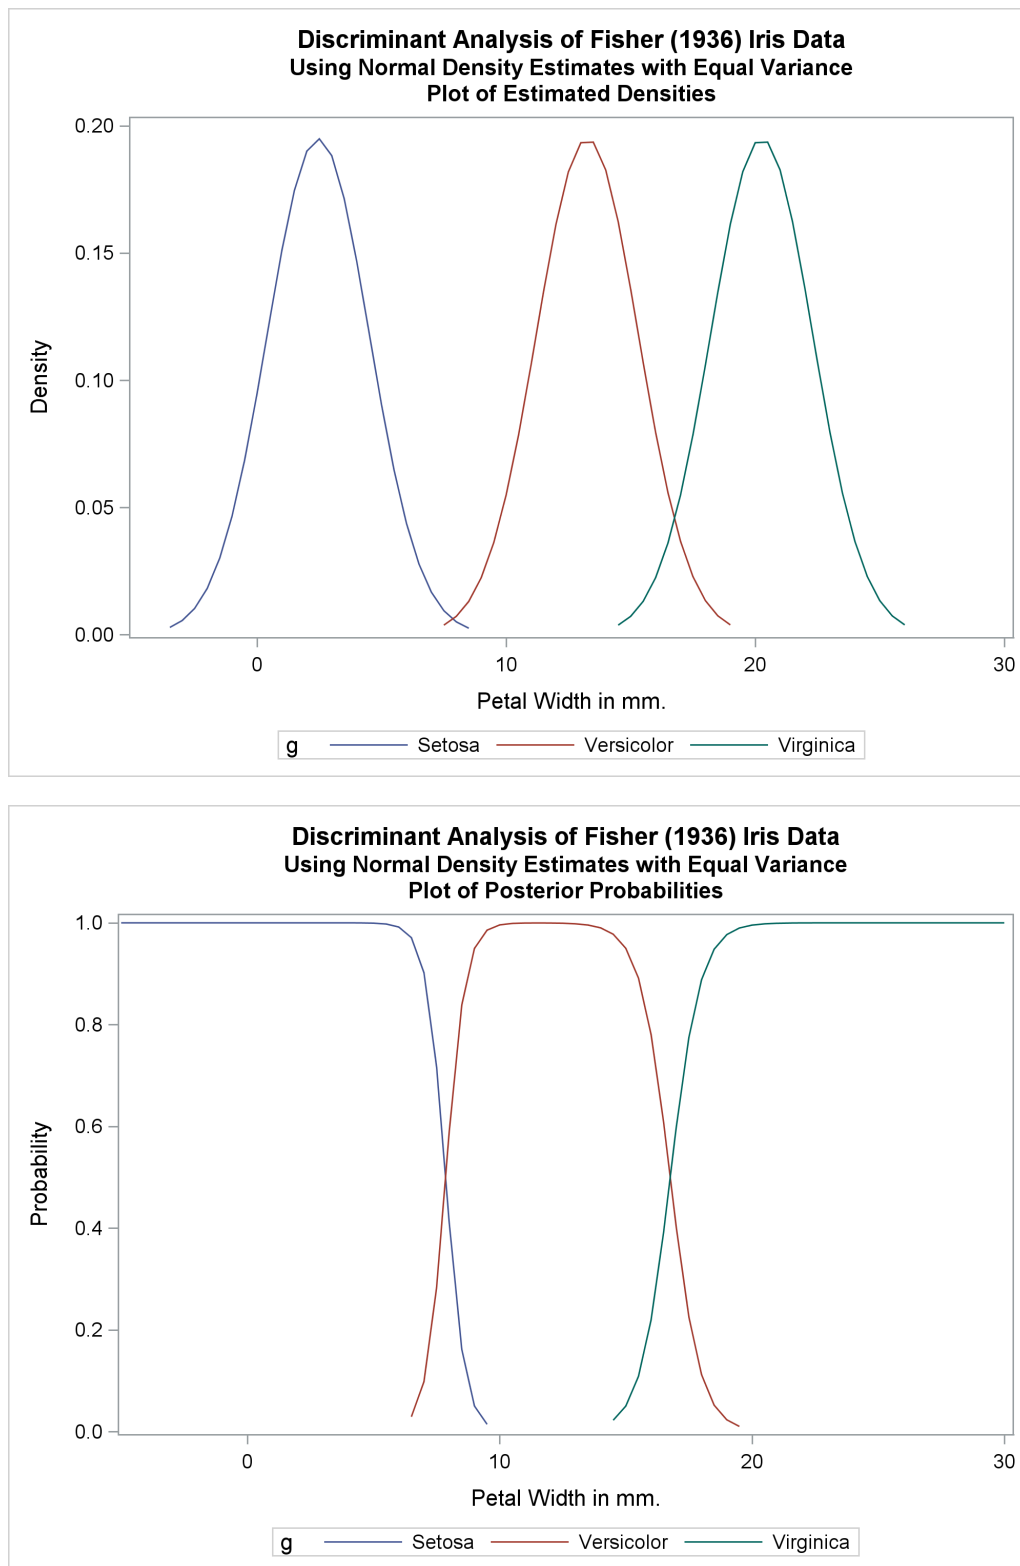 Discriminant Analysis of Fisher (1936) Iris Data
Using Normal Density Estimates with Equal Variance
Plot of Estimated Densities
0.20
0.15
0.10
0.05
0.00
Density
0 10 20 30
Petal Width in mm.
g Setosa Versicolor Virginica
Discriminant Analysis of Fisher (1936) Iris Data
Using Normal Density Estimates with Equal Variance
Plot of Posterior Probabilities
1.0
0.8
0.6
0.4
0.2
0.0
Probability
0 10 20 30
Petal Width in mm.
g Setosa Versicolor Virginica